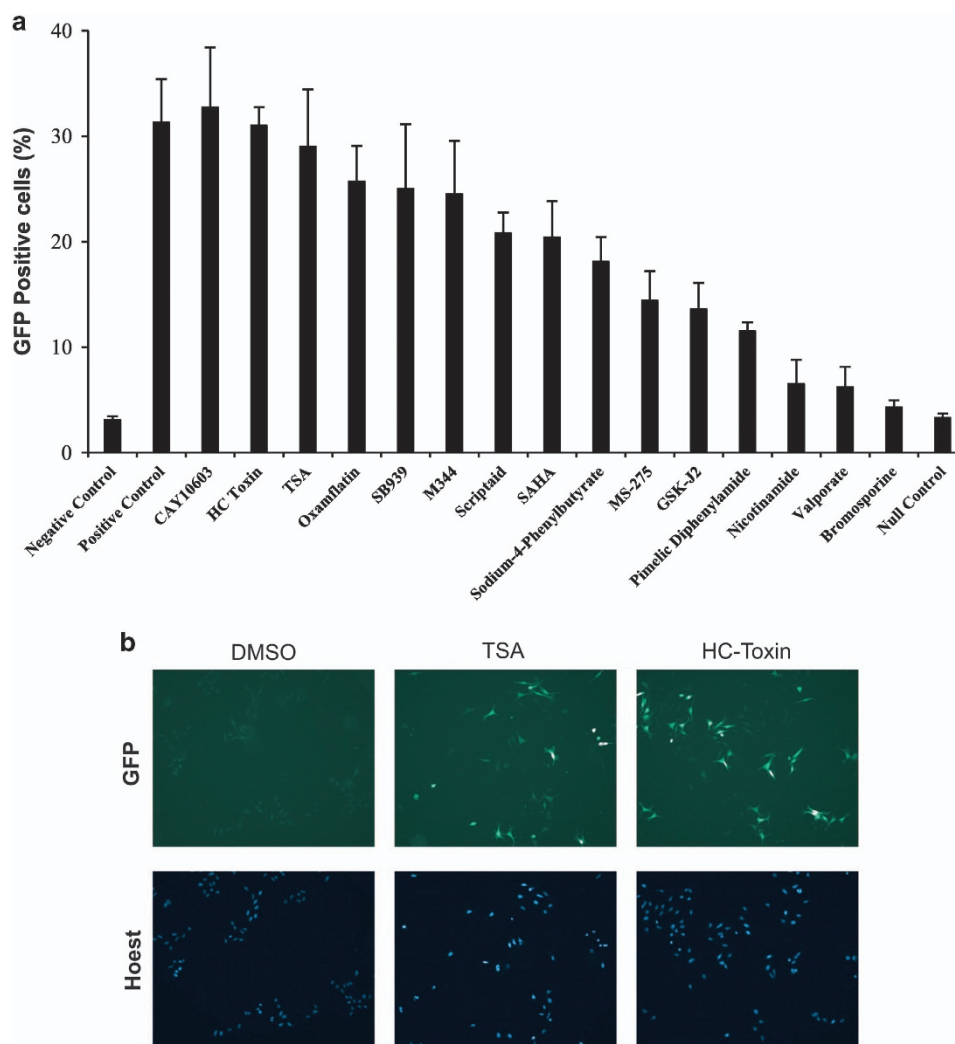 a
40
30
20
10
0
GFP Positive cells (%)
Negative Control
Positive Control
CAY10603
HC Toxin
TSA
Oxamflatin
SB939
M344
Scriptaid
SAHA
Sodium-4-Phenylbutyrate
MS-275
GSK-J2
Pimelic Diphenylamide
Nicotinamide
Valporate
Bromosporine
Null Control
b
DMSO TSA HC-Toxin
GFP
Hoest